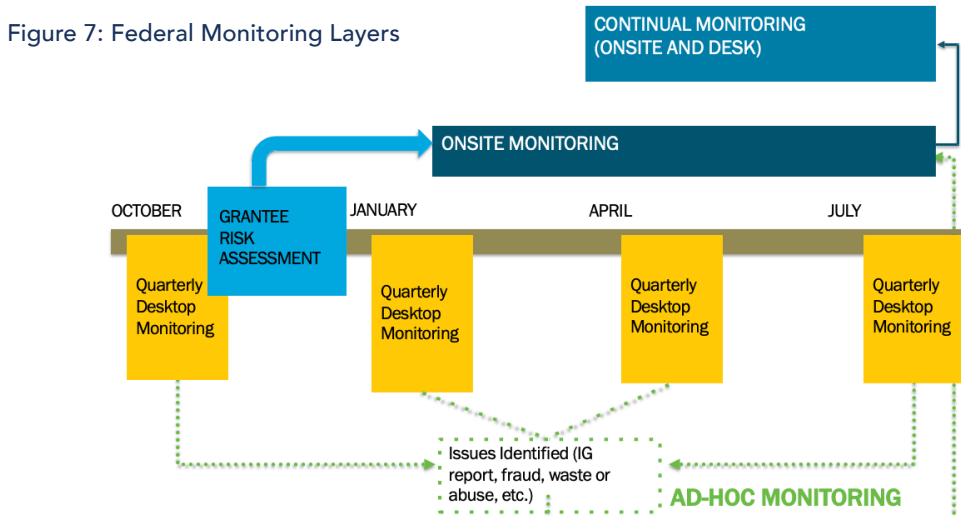 Figure 7: Federal Monitoring Layers
CONTINUAL MONITORING
(ONSITE AND DESK)
ONSITE MONITORING
OCTOBER
GRANTEE
RISK
ASSESSMENT
JANUARY
APRIL
JULY
Quarterly
Desktop
Monitoring
Quarterly
Desktop
Monitoring
Quarterly
Desktop
Monitoring
Quarterly
Desktop
Monitoring
Issues Identified (IG
report, fraud, waste or
abuse, etc.)
AD-HOC MONITORING